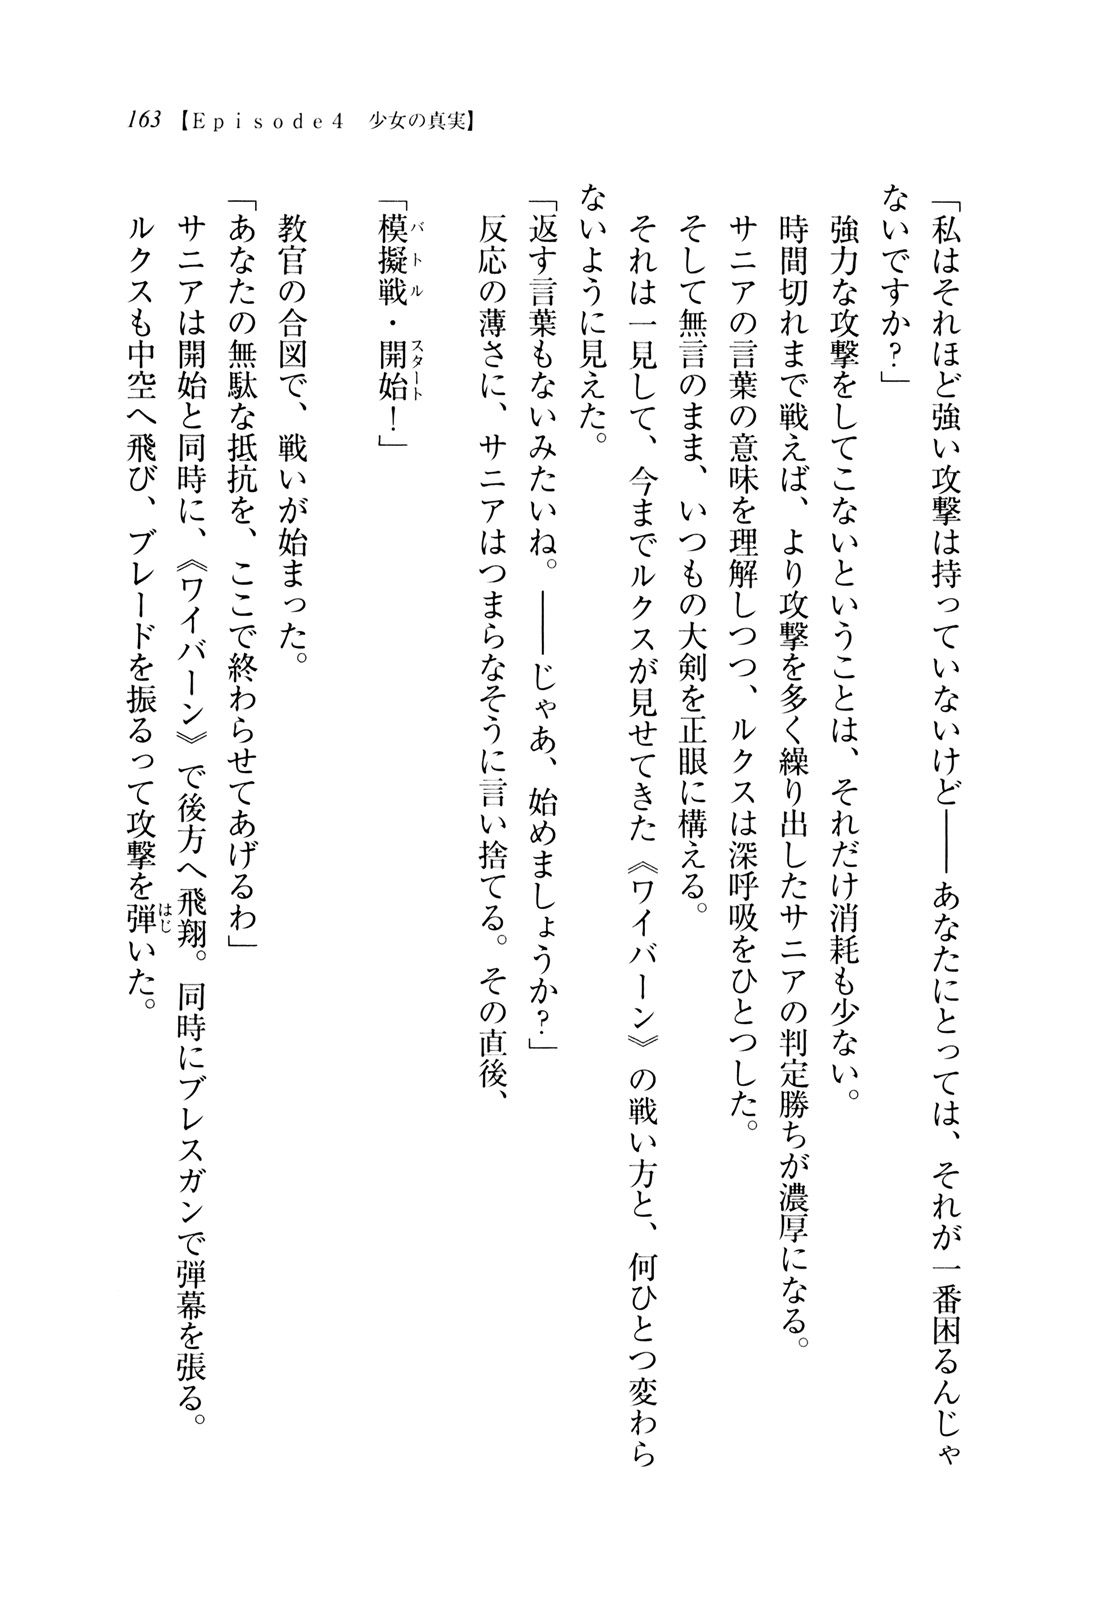 163 【Episode4　少女の真実】
「私はそれほど強い攻撃は持っていないけど――あなたにとっては、それが一番困るんじゃ
ないですか？」
　強力な攻撃をしてこないということは、それだけ消耗も少ない。
　時間切れまで戦えば、より攻撃を多く繰り出したサニアの判定勝ちが濃厚になる。
　サニアの言葉の意味を理解しつつ、ルクスは深呼吸をひとつした。
　そして無言のまま、いつもの大剣を正眼に構える。
　それは一見して、今までルクスが見せてきた《ワイバーン》の戦い方と、何ひとつ変わら
ないように見えた。
「返す言葉もないみたいね。――じゃあ、始めましょうか？」
　反応の薄さに、サニアはつまらなそうに言い捨てる。その直後、
「模擬戦・開始！」
バトル　スタート
　教官の合図で、戦いが始まった。
「あなたの無駄な抵抗を、ここで終わらせてあげるわ」
　サニアは開始と同時に、《ワイバーン》で後方へ飛翔。同時にブレスガンで弾幕を張る。
　ルクスも中空へ飛び、ブレードを振るって攻撃を弾いた。
はじ